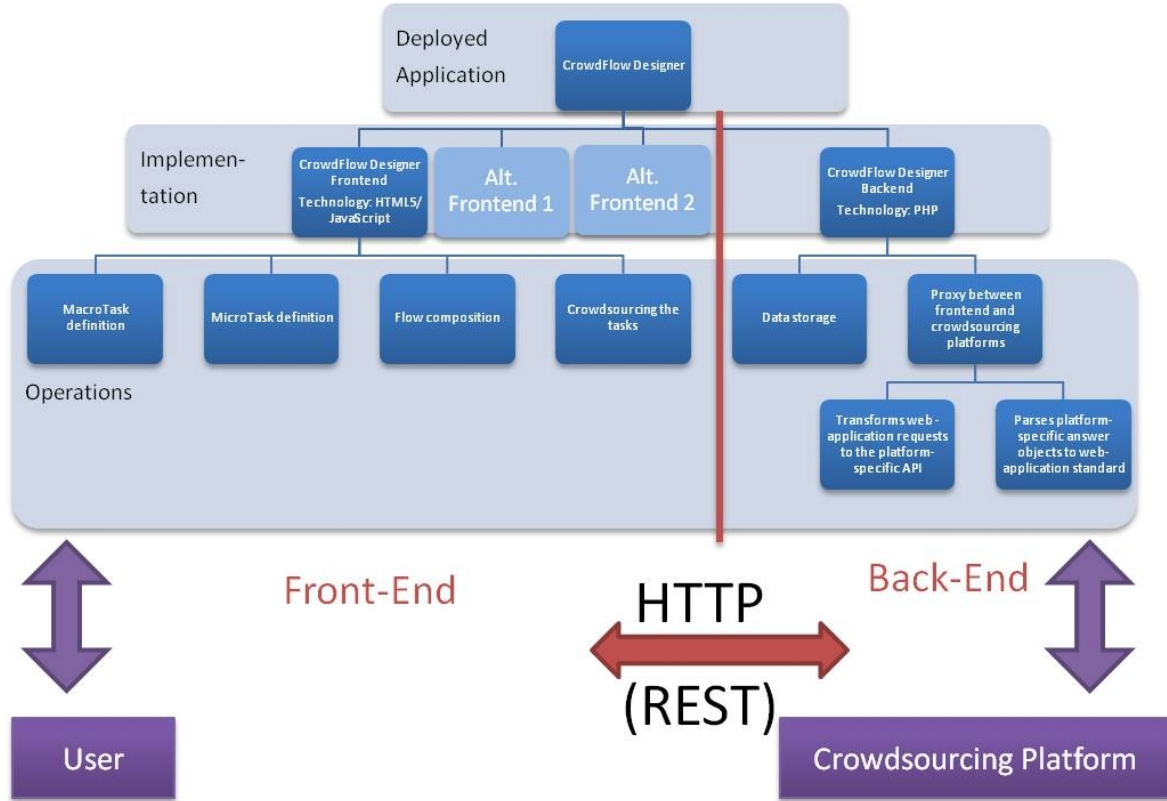 Deployed
Application
CrowdFlow Designer
Implemen-
tation
CrowdFlow Designer
Frontend
Technology: HTML5/
JavaScript
Alt.
Frontend 1
Alt.
Frontend 2
CrowdFlow Designer
Backend
Technology: PHP
MacroTask
definition
MicroTask definition
Flow composition
Crowdsourcing the
tasks
Data storage
Proxy between
frontend and
crowdsourcing
platforms
Operations
Transforms web-
application requests
to the platform-
specific API
Parses platform-
specific answer
objects to web-
application standard
Front-End
HTTP
(REST)
Back-End
User
Crowdsourcing Platform